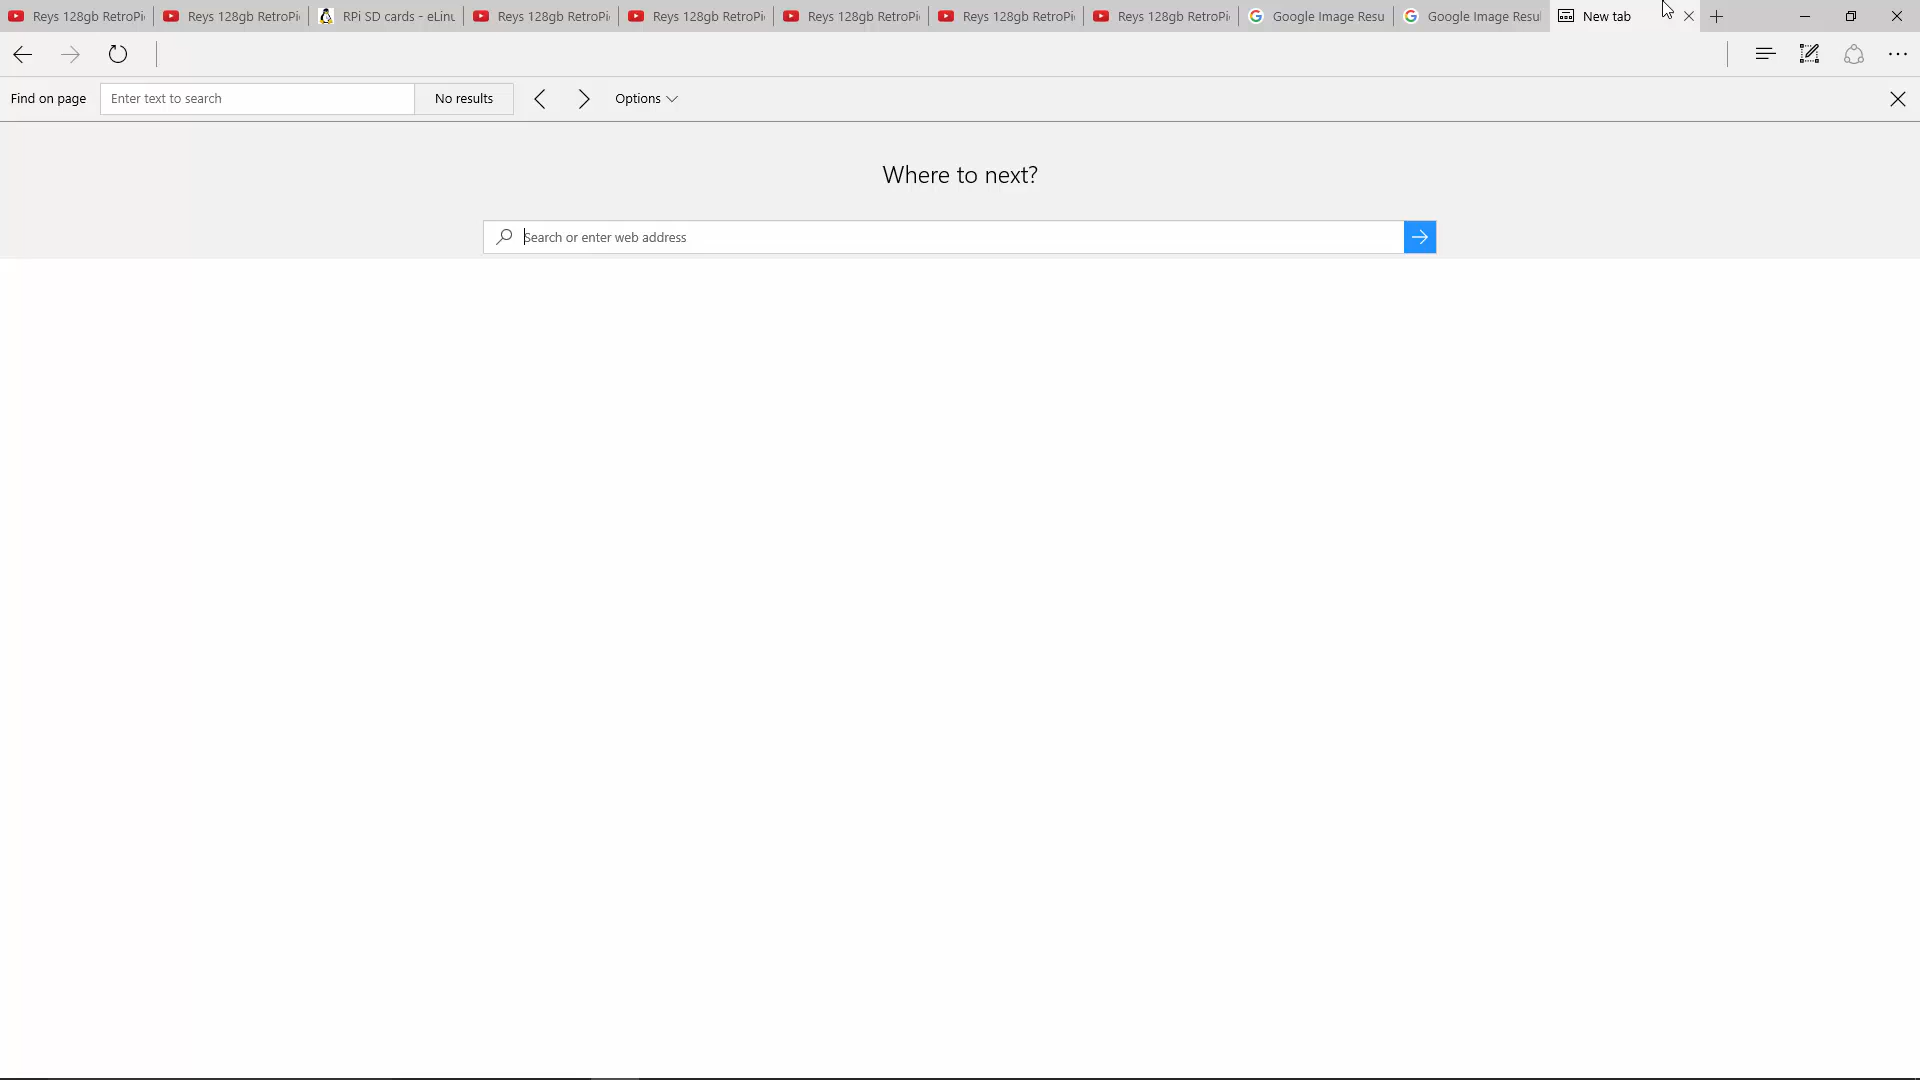 Reys 128gb RetroPi
Reys 128gb RetroPi
RPi SD cards - eLinu
Reys 128gb RetroPi
Reys 128gb RetroPi
Reys 128gb RetroPi
Reys 128gb RetroPi
Reys 128gb RetroPi
Google Image Resu
Google Image Resul
New tab
Find on page
Enter text to search
No results
Options
Where to next?
Search or enter web address